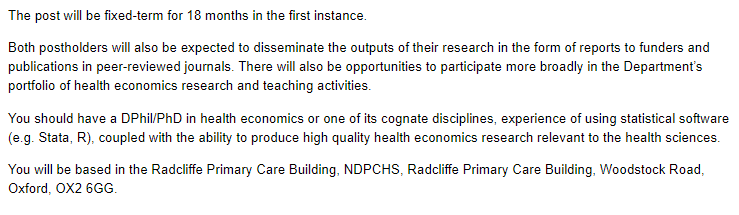 The post will be fixed-term for 18 months in the first instance.
Both postholders will also be expected to disseminate the outputs of their research in the form of reports to funders and
publications in peer-reviewed journals. There will also be opportunities to participate more broadly in the Department's
portfolio of health economics research and teaching activities.
You should have a DPhil/PhD in health economics or one of its cognate disciplines, experience of using statistical software
(e.g. Stata, R), coupled with the ability to produce high quality health economics research relevant to the health sciences.
You will be based in the Radcliffe Primary Care Building, NDPCHS, Radcliffe Primary Care Building, Woodstock Road,
Oxford, OX2 6GG.